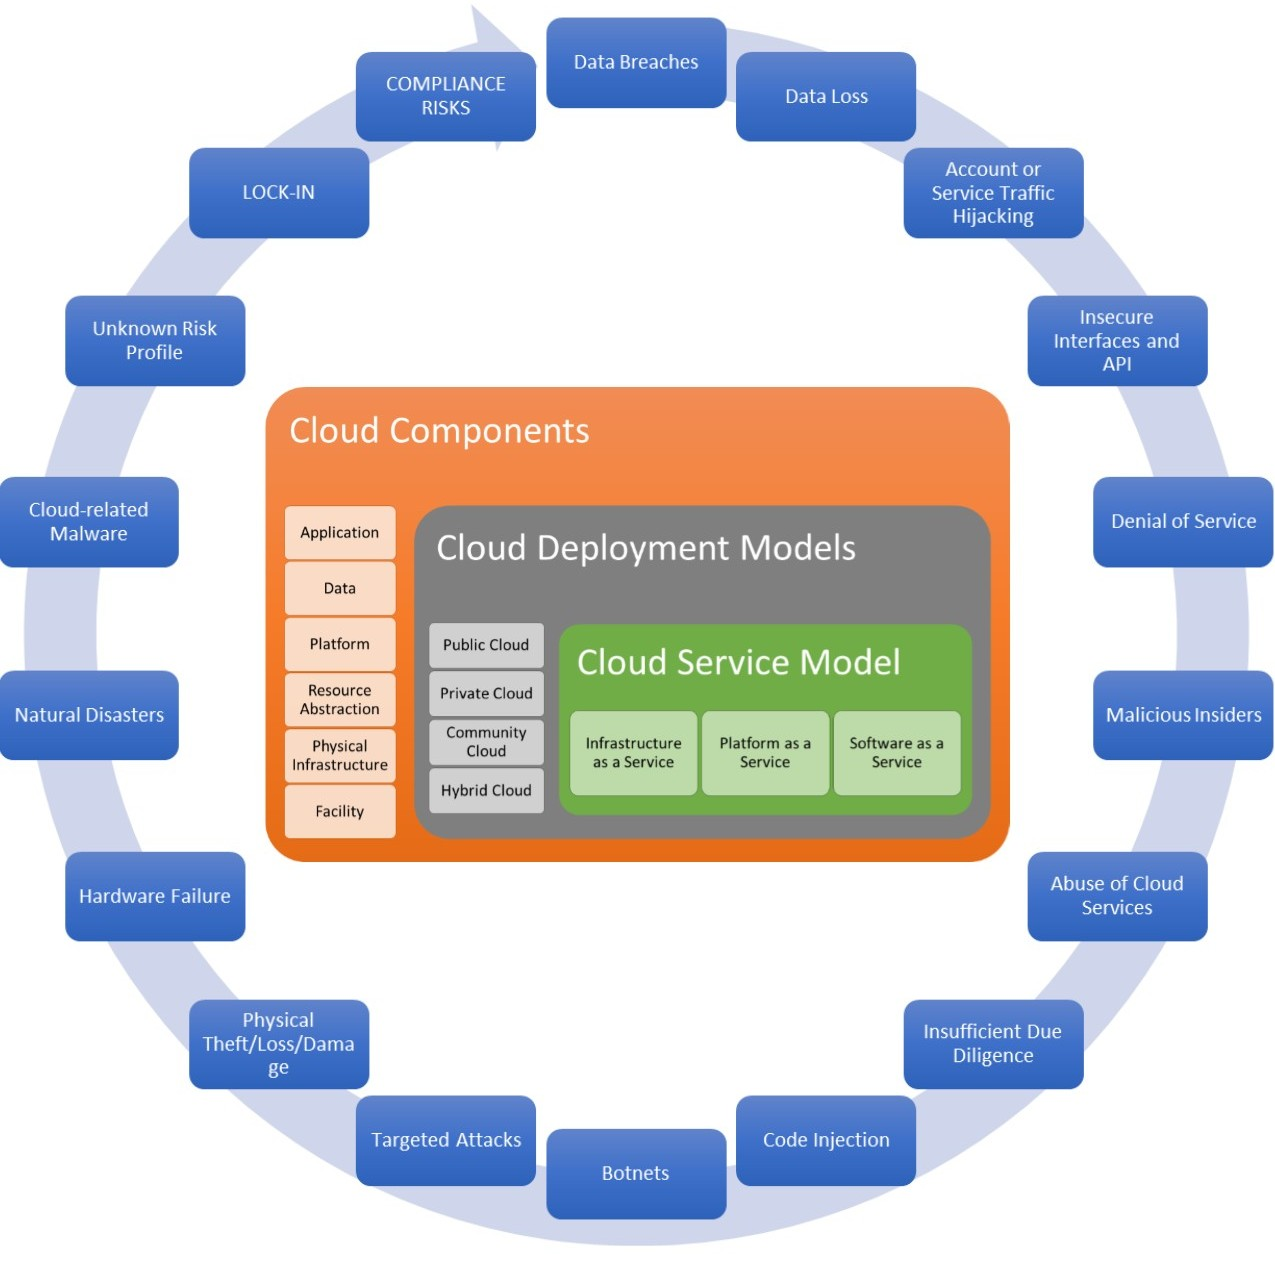 Data Breaches
Data Loss
Account or
Service Traffic
Hijacking
Insecure
Interfaces and
API
Denial of Service
Malicious Insiders
Abuse of Cloud
Services
Insufficient Due
Diligence
Code Injection
Botnets
Targeted Attacks
Physical
Theft/Loss/Dama
ge
Hardware Failure
Natural Disasters
Cloud-related
Malware
Unknown Risk
Profile
LOCK-IN
COMPLIANCE
RISKS
Cloud Components
Application
Data
Platform
Resource
Abstraction
Physical
Infrastructure
Facility
Cloud Deployment Models
Public Cloud
Private Cloud
Community
Cloud
Hybrid Cloud
Cloud Service Model
Infrastructure
as a Service
Platform as a
Service
Software as a
Service